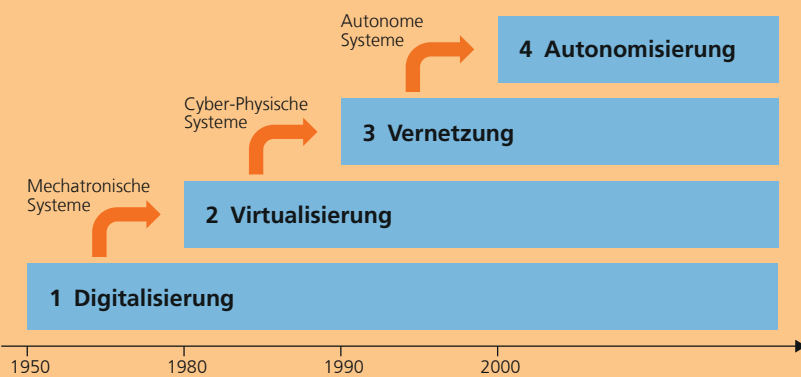 Autonome
Systeme
4 Autonomisierung
Cyber-Physische
Systeme
3 Vernetzung
Mechatronische
Systeme
2 Virtualisierung
1 Digitalisierung
1950 1980 1990 2000